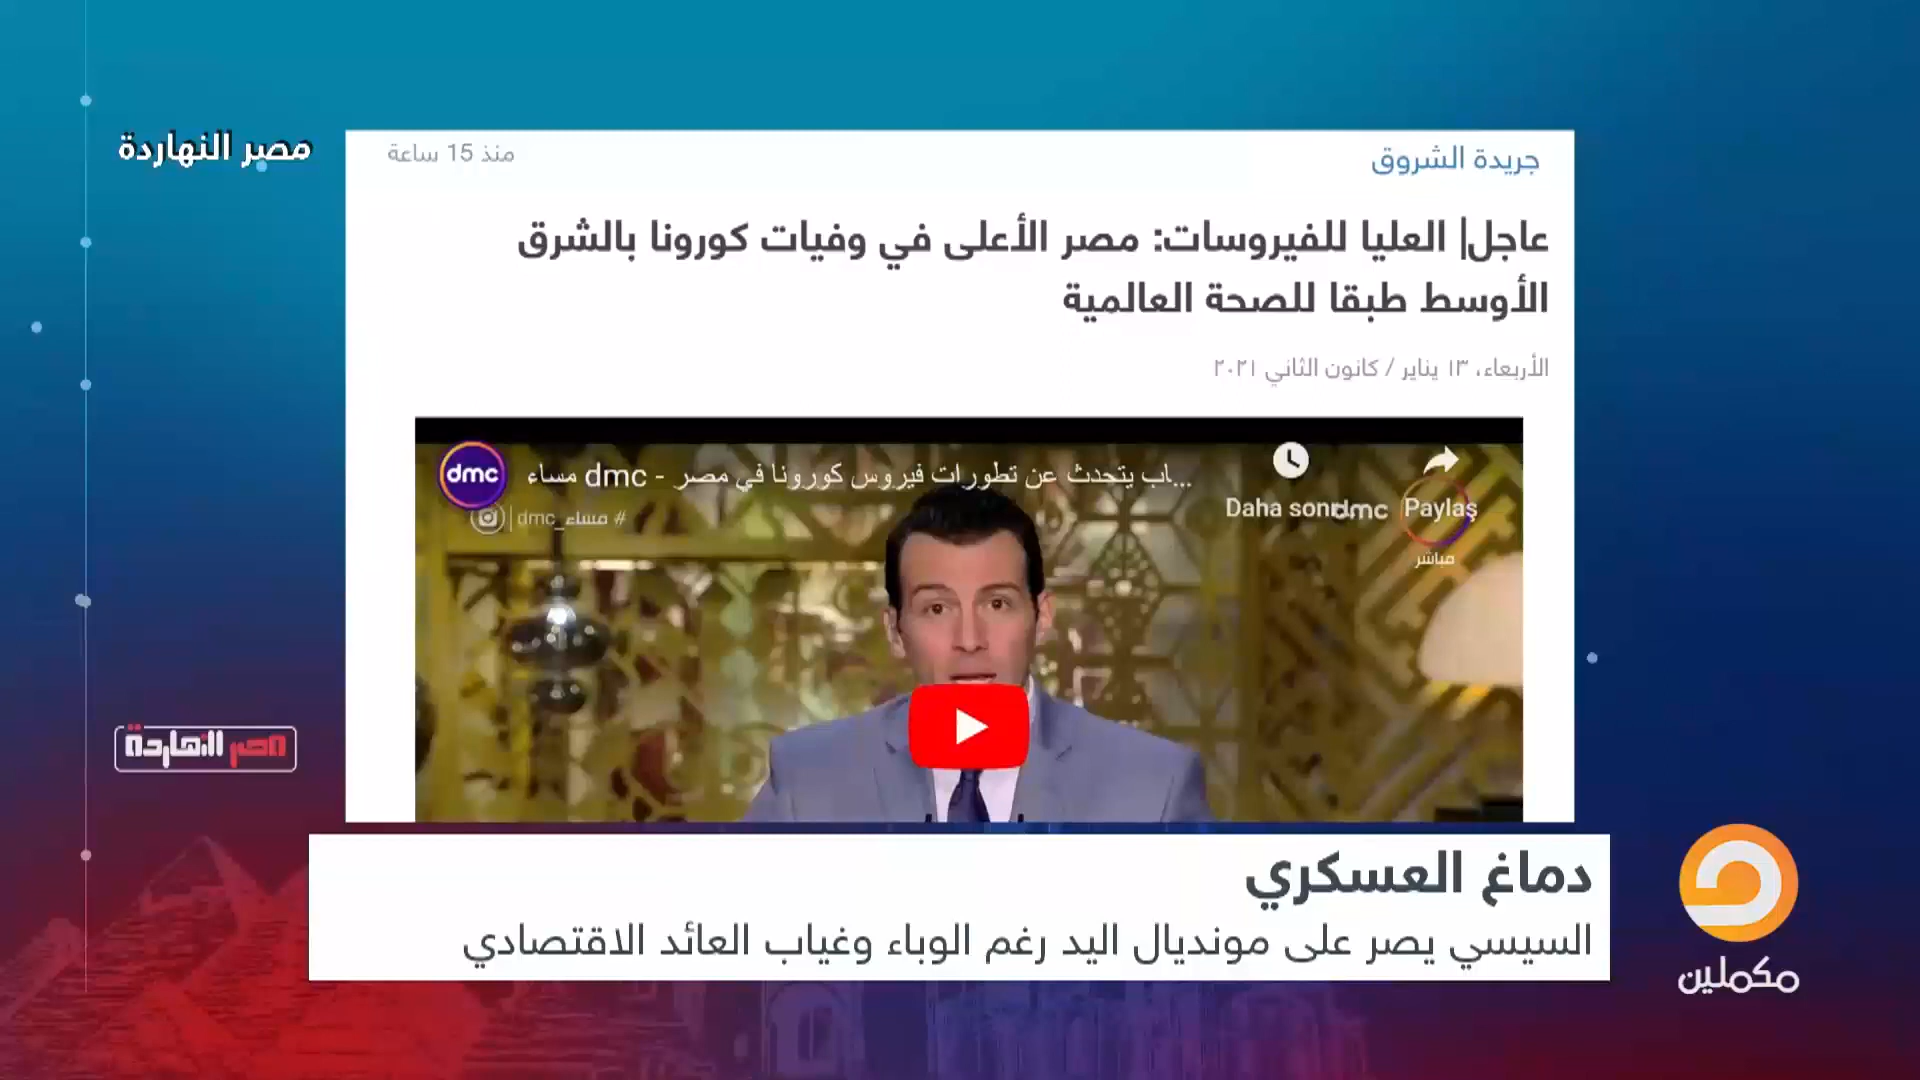 مصر النهاردة
جريدة الشروق
منذ 15 ساعة
عاجل| العليا للفيروسات: مصر الأعلى في وفيات كورونا بالشرق
الأوسط طبقا للصحة العالمية
الأربعاء، ١٣ يناير / كانون الثاني ٢٠٢١
dmc
مساء dmc - اب يتحدث عن تطورات فيروس كورونا في مصر...
# مساء_dmc
Daha sonr
dmc
Paylaş
مباشر
مصر النهاردة
دماغ العسكري
السيسي يصر على مونديال اليد رغم الوباء وغياب العائد الاقتصادي
مكملين